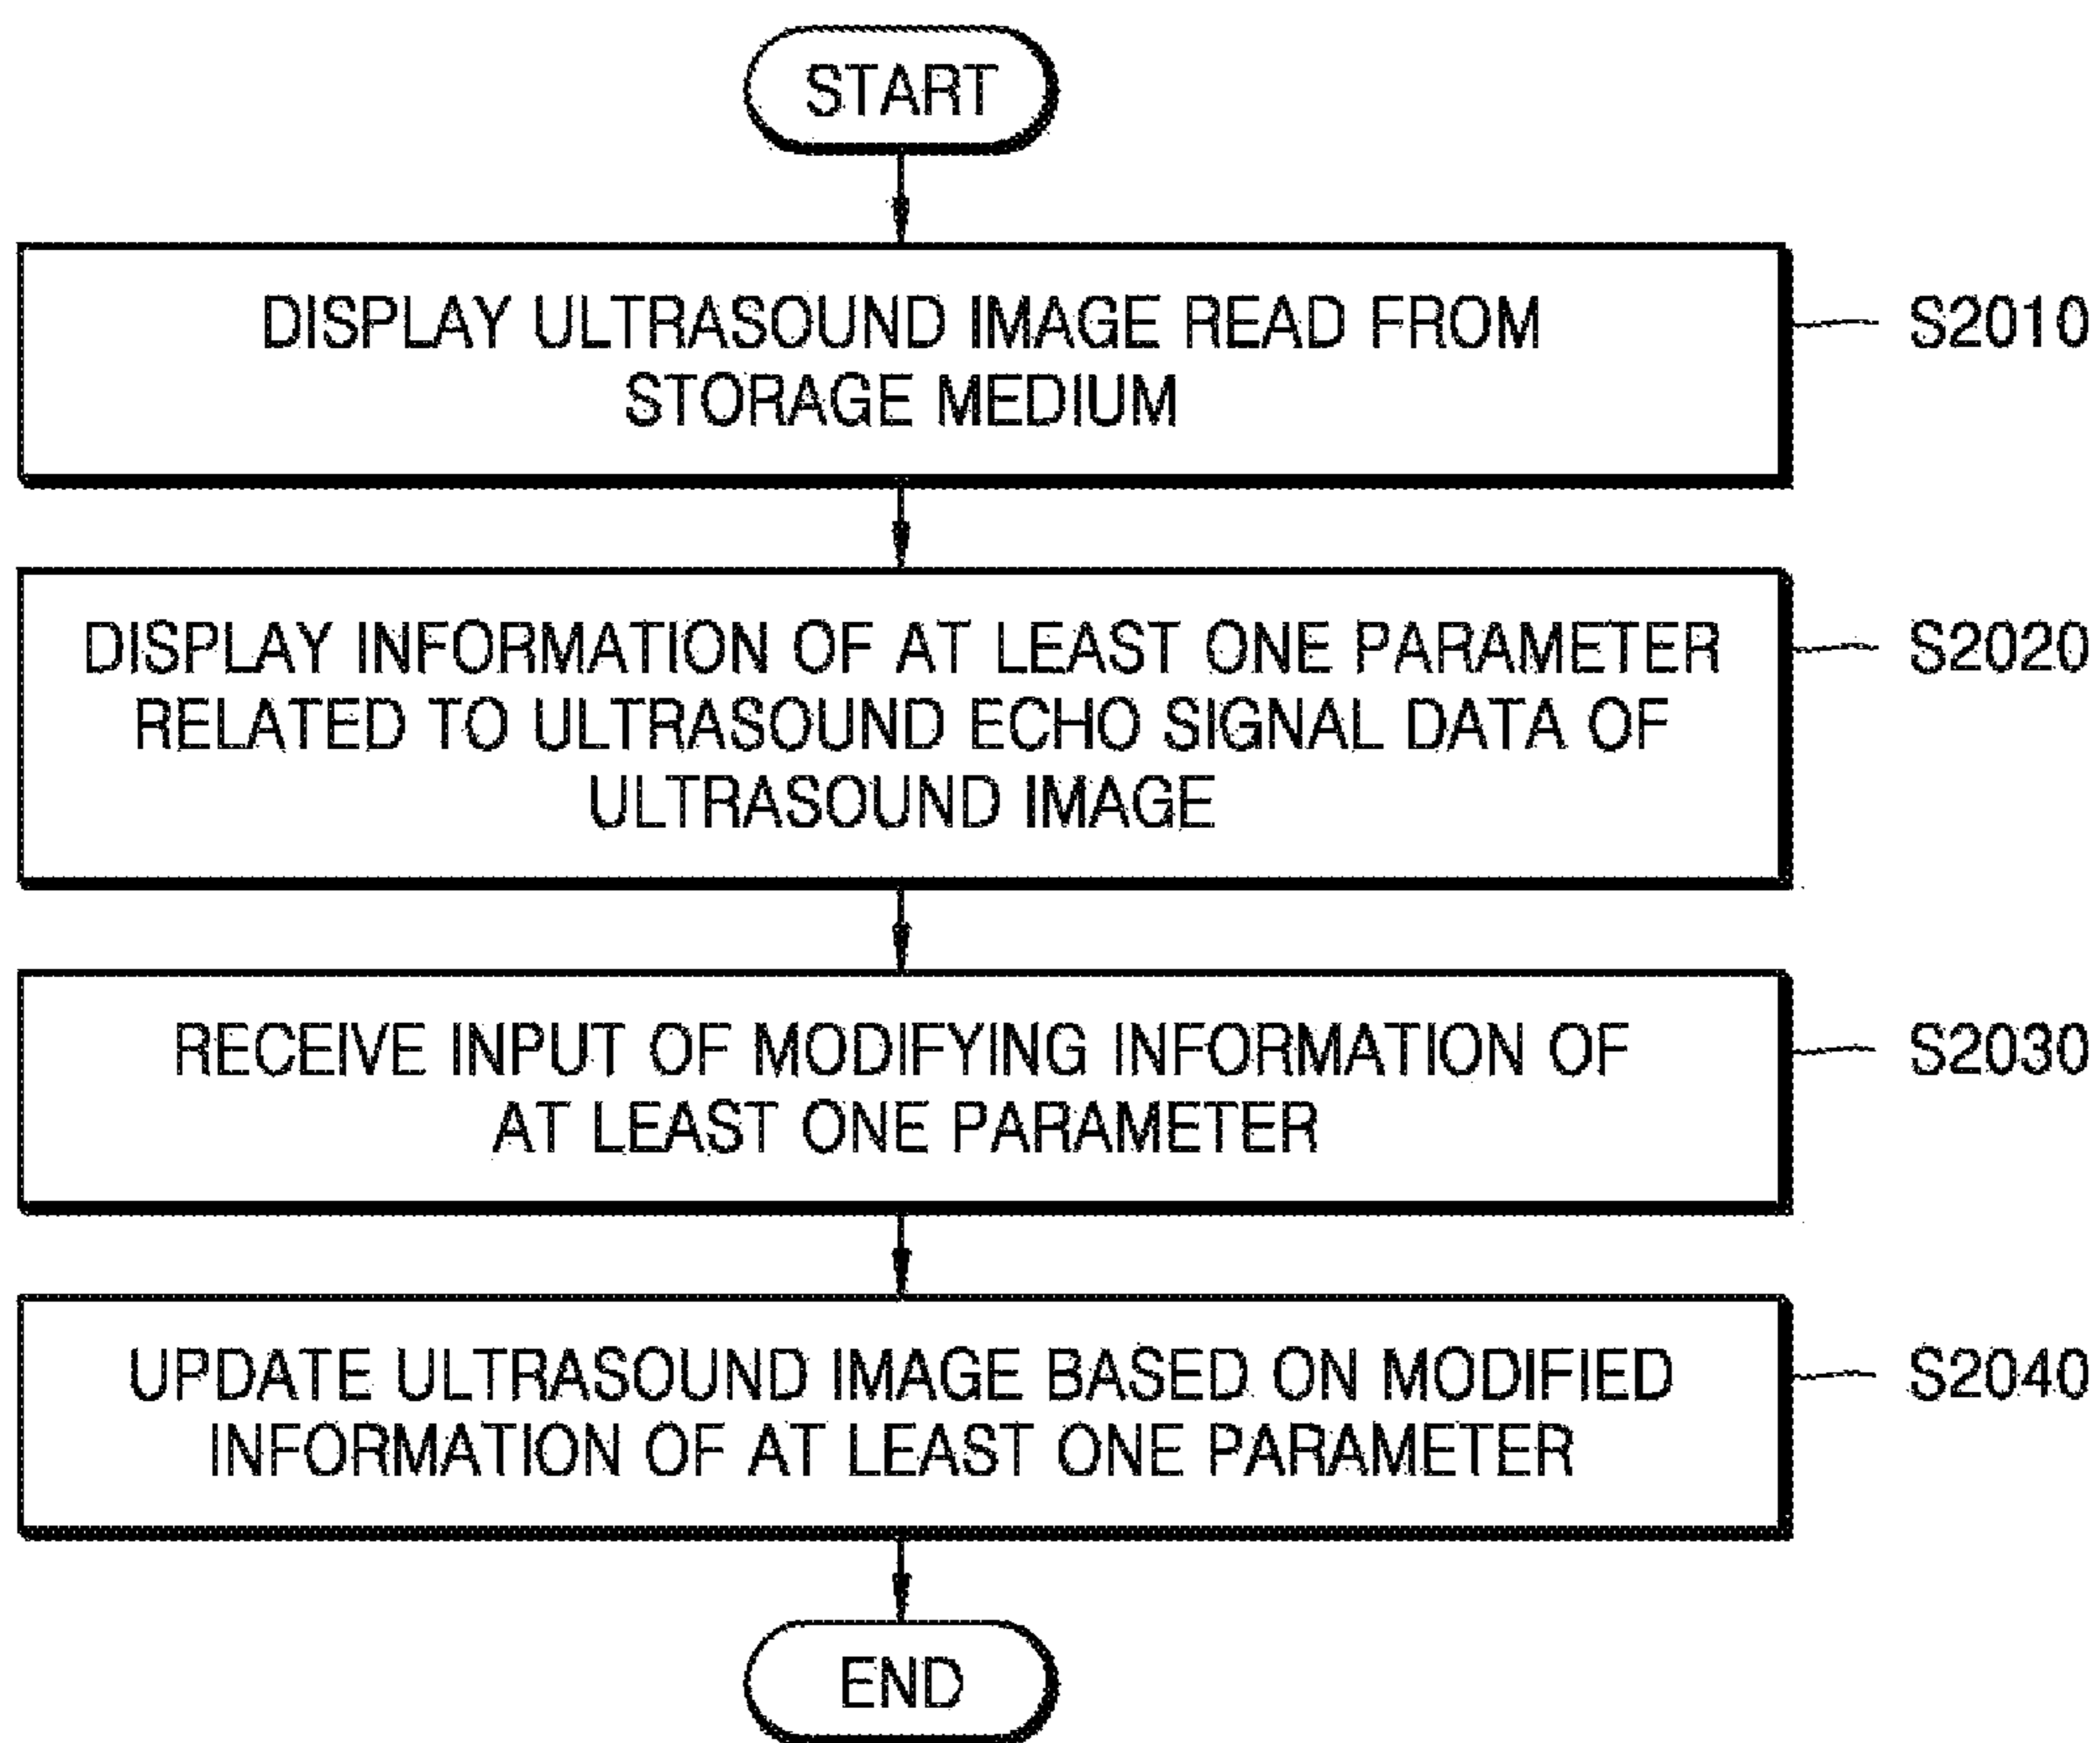 START
DISPLAY ULTRASOUND IMAGE READ FROM
STORAGE MEDIUM
S2010
DISPLAY INFORMATION OF AT LEAST ONE PARAMETER
RELATED TO ULTRASOUND ECHO SIGNAL DATA OF
ULTRASOUND IMAGE
S2020
RECEIVE INPUT OF MODIFYING INFORMATION OF
AT LEAST ONE PARAMETER
S2030
UPDATE ULTRASOUND IMAGE BASED ON MODIFIED
INFORMATION OF AT LEAST ONE PARAMETER
S2040
END